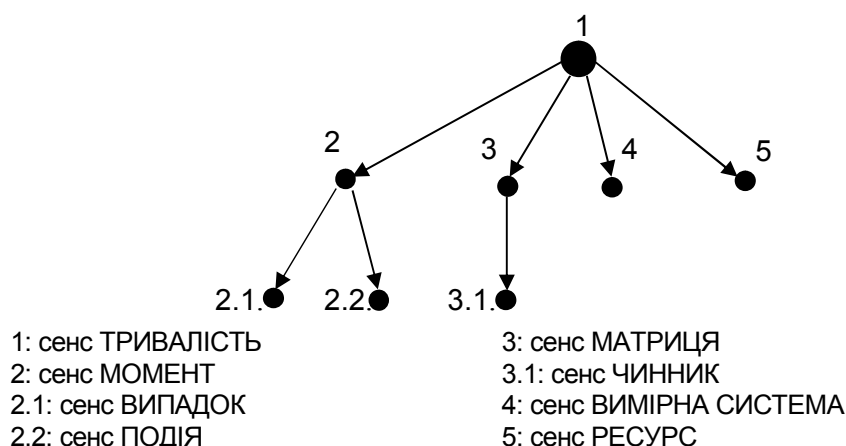 1
2
3
4
5
2.1.
2.2.
3.1.
1: сенс ТРИВАЛІСТЬ
2: сенс МОМЕНТ
2.1: сенс ВИПАДОК
2.2: сенс ПОДІЯ
3: сенс МАТРИЦЯ
3.1: сенс ЧИННИК
4: сенс ВИМІРНА СИСТЕМА
5: сенс РЕСУРС